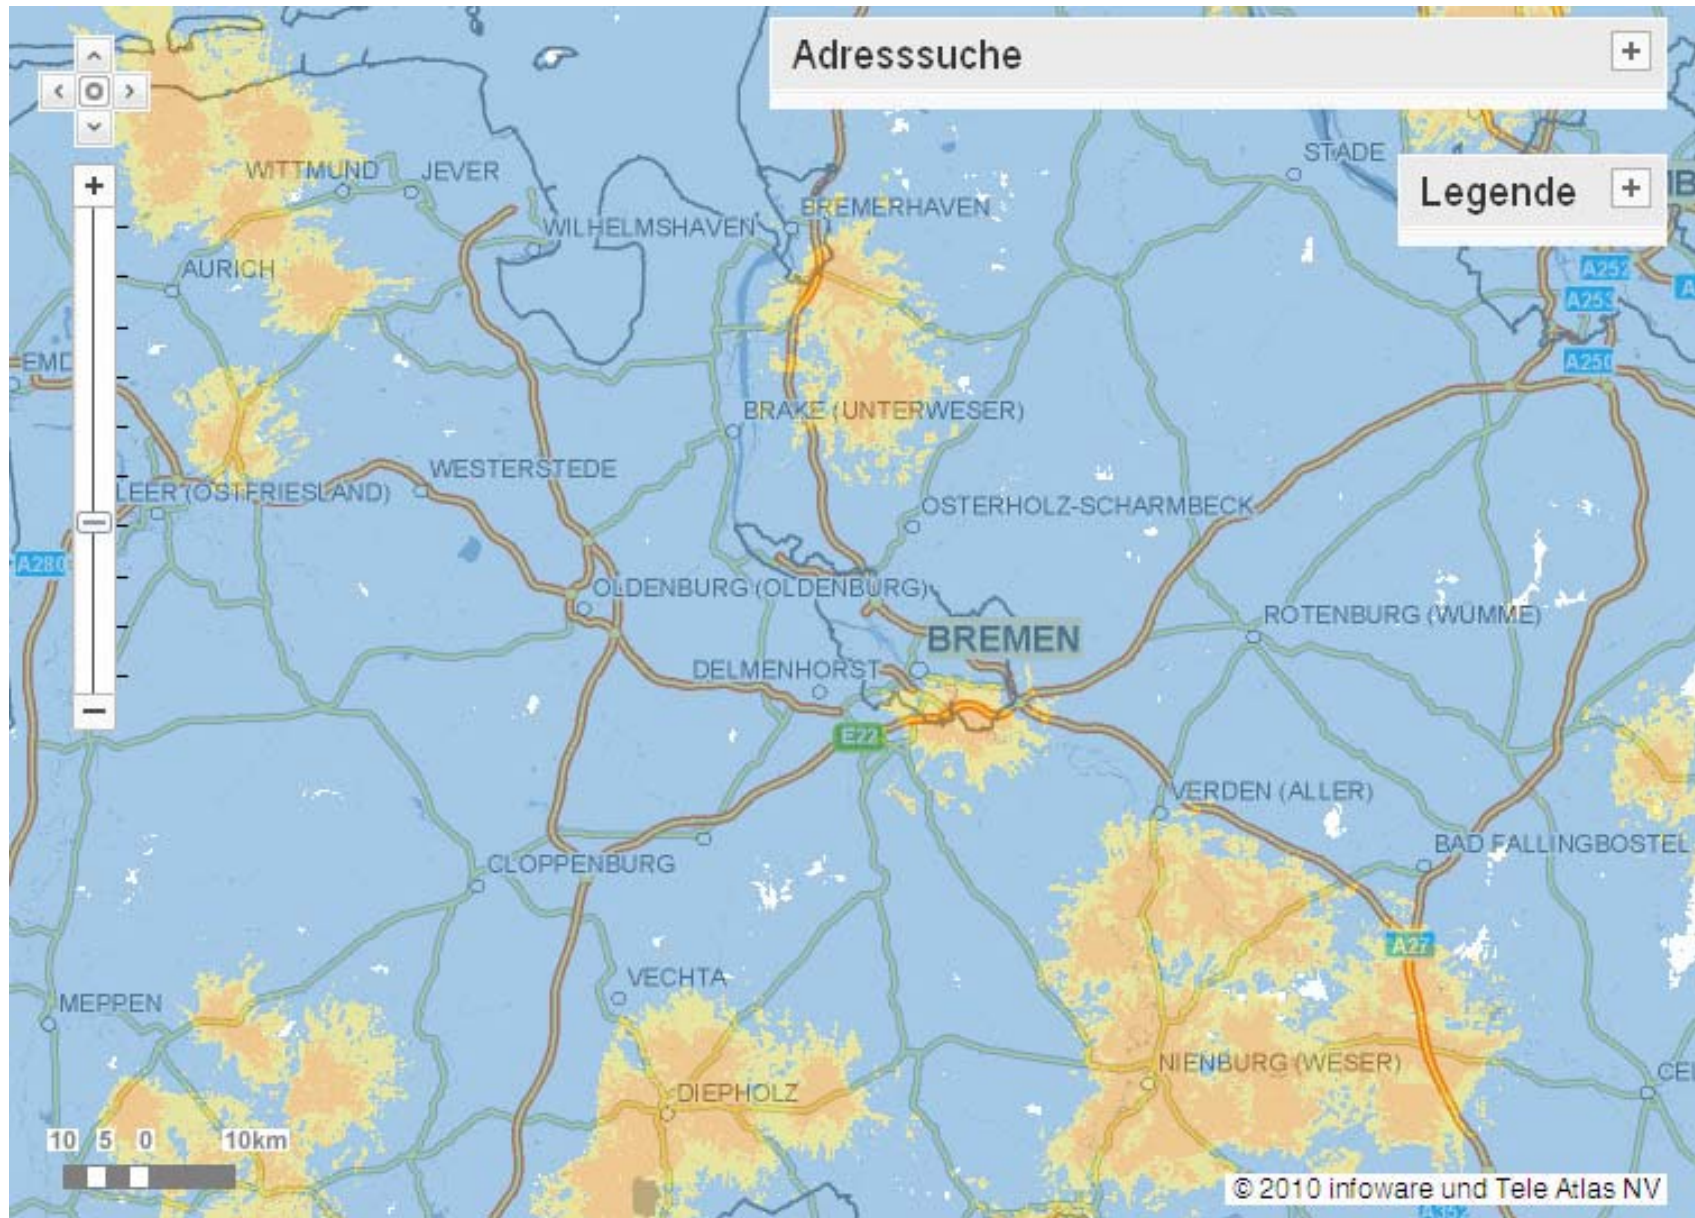 Adresssuche
+
STADE
WITTMUND
JEVER
Legende
+
+
BREMERHAVEN
WILHELMSHAVEN
AURICH
A253
A250
BRAKE (UNTERWESER)
WESTERSTEDE
LEER (OSTFRIESLAND)
OSTERHOLZ-SCHARMBECK
A280
OLDENBURG (OLDENBURG)
ROTENBURG (WÜMME)
BREMEN
DELMENHORST
E22
VERDEN (ALLER)
BAD FALLINGBOSTEL
CLOPPENBURG
A27
VECHTA
MEPPEN
NIENBURG (WESER)
DIEPHOLZ
10 5 0 10km
© 2010 infoware und Tele Atlas NV
A352